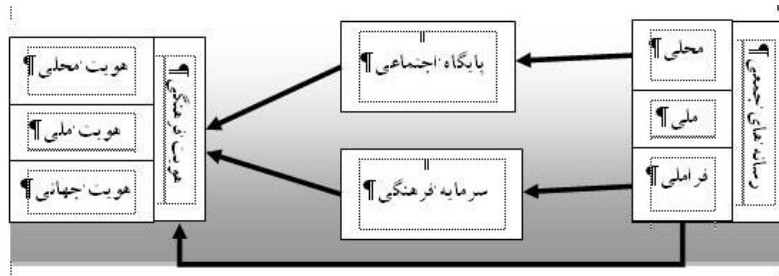 رسانه های جمعی
محلی
ملی
فراملی
پایگاه اجتماعی
سرمایه فرهنگی
هویت فرهنگی
هویت محلی
هویت ملی
هویت جهانی